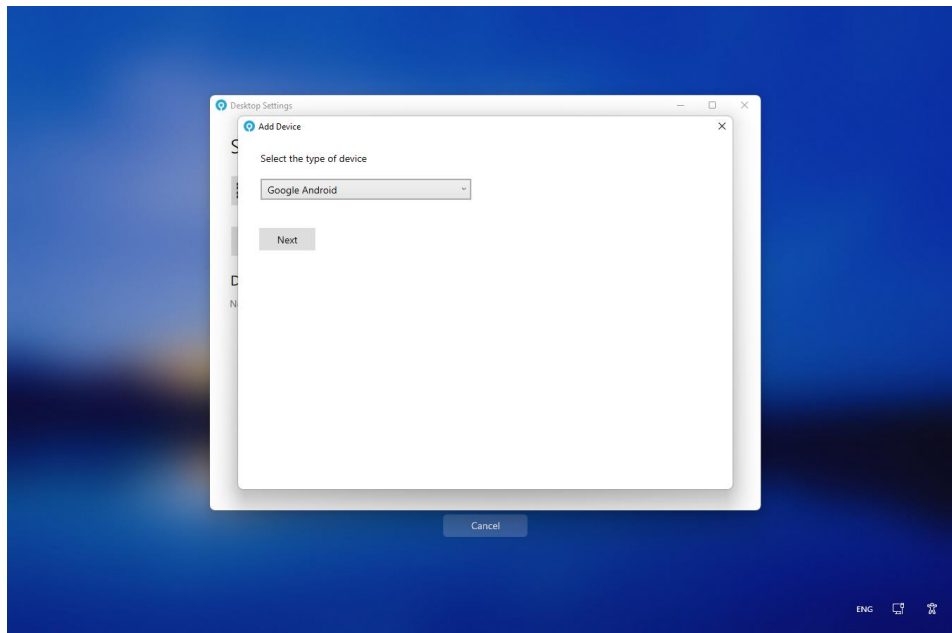 Desktop Settings
Add Device
S
Select the type of device
Google Android
Next
D
N
Cancel
ENG